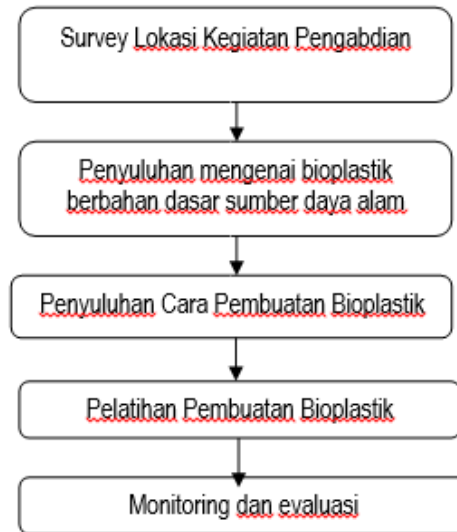 Survey Lokasi Kegiatan Pengabdian
Penyuluhan mengenai bioplastik
berbahan dasar sumber daya alam
Penyuluhan Cara Pembuatan Bioplastik
Pelatihan Pembuatan Bioplastik
Monitoring dan evaluasi